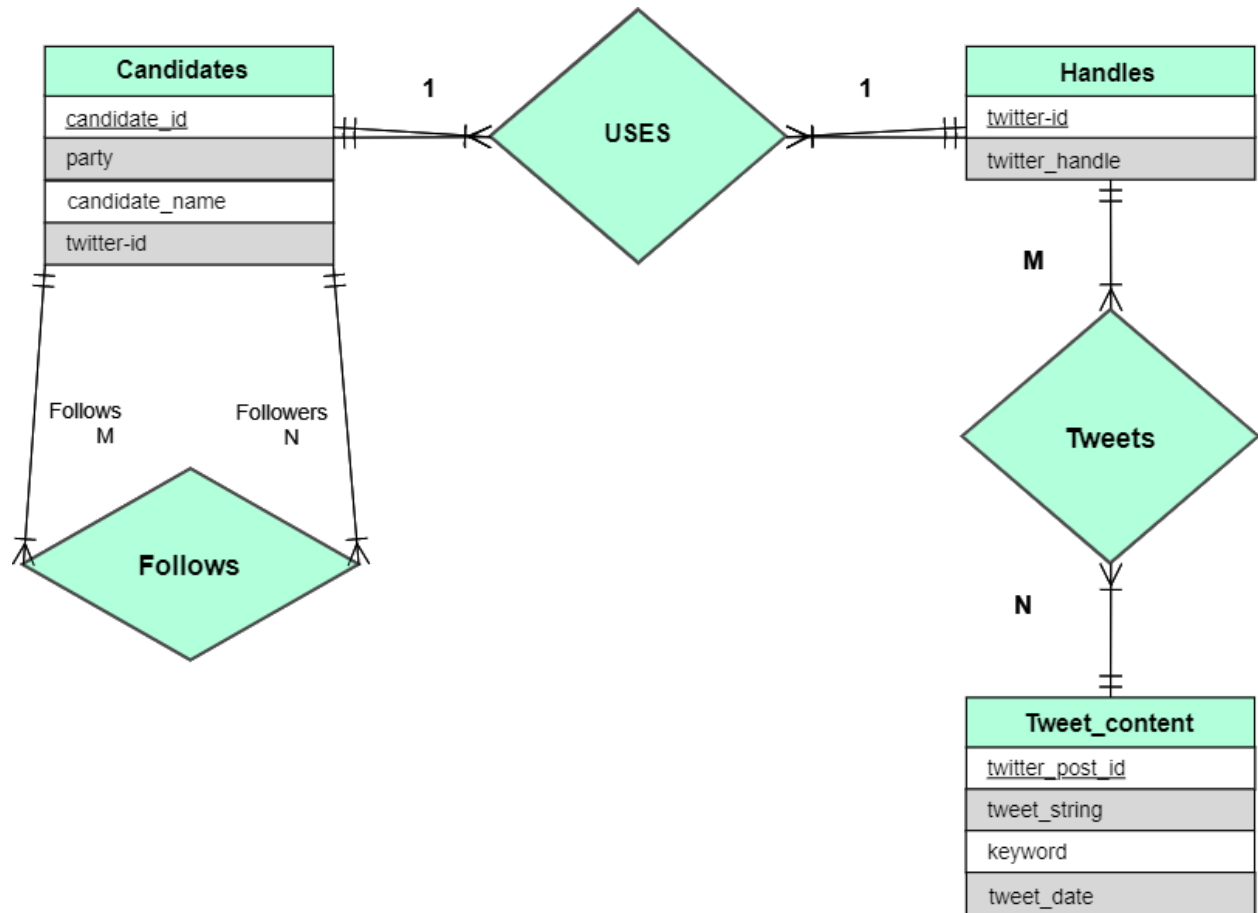 Candidates
candidate_id
party
candidate_name
twitter-id
1
USES
1
Handles
twitter-id
twitter_handle
Follows
M
Followers
N
Follows
M
Tweets
N
Tweet_content
twitter_post_id
tweet_string
keyword
tweet_date